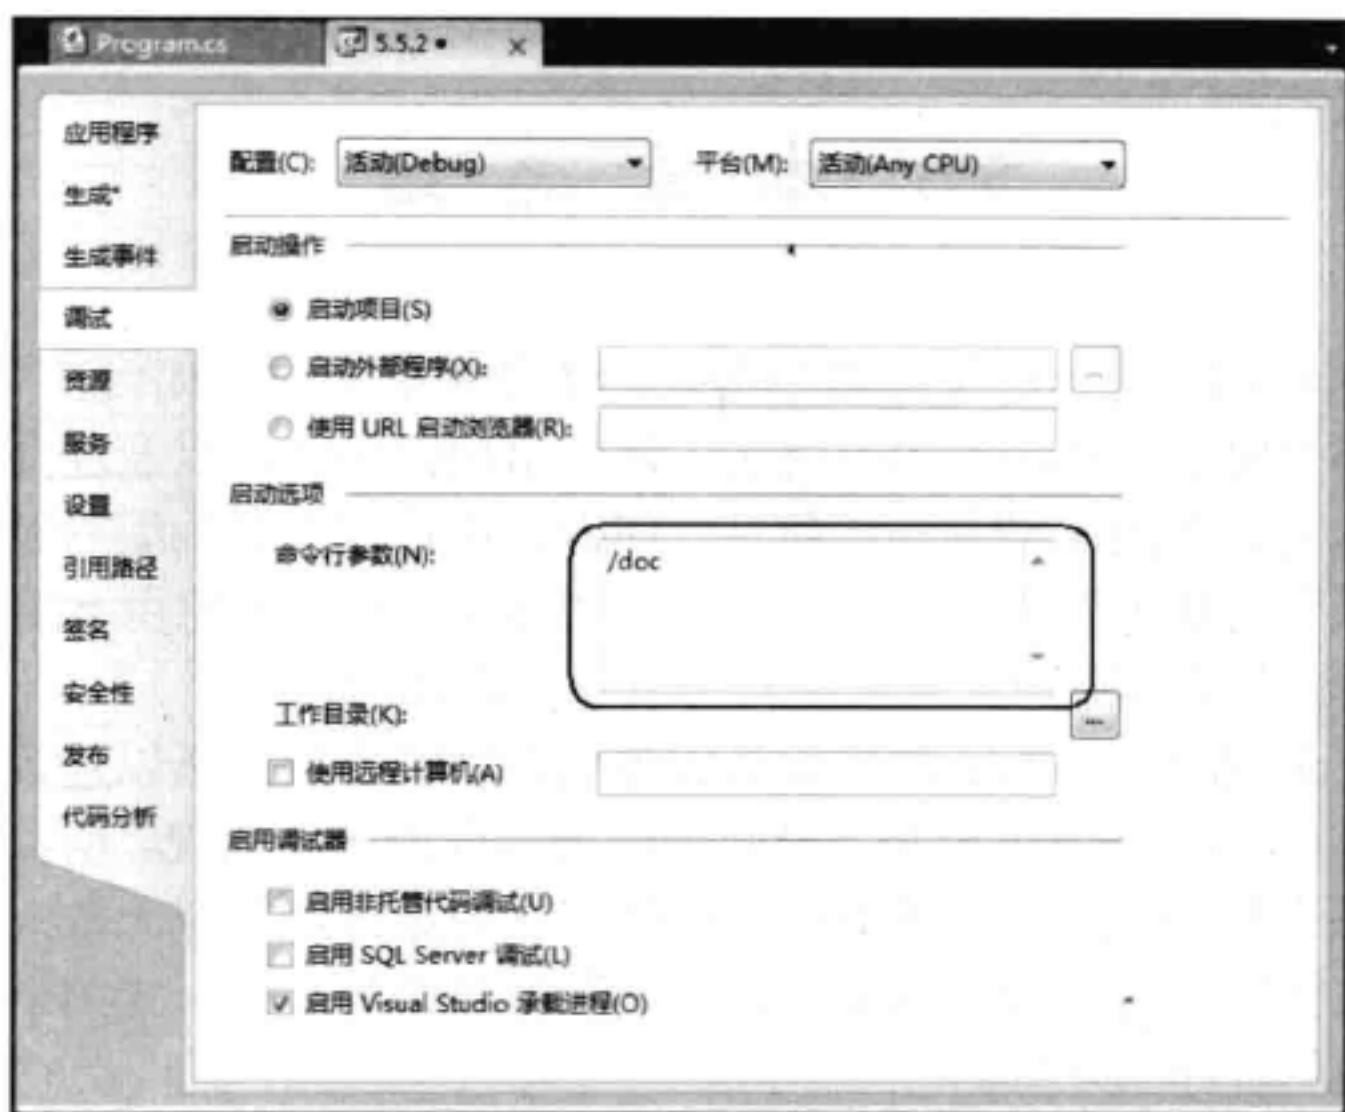 Program.cs
5.5.2
应用程序
生成*
生成事件
调试
资源
服务
设置
引用路径
签名
安全性
发布
代码分析
配置(C): 活动(Debug) 平台(M): 活动(Any CPU)
启动操作
启动项目(S)
启动外部程序(X):
...
使用 URL 启动浏览器(R):
启动选项
命令行参数(N): /doc
工作目录(K):
...
使用远程计算机(A)
启用调试器
启用非托管代码调试(U)
启用 SQL Server 调试(L)
启用 Visual Studio 承载进程(O)